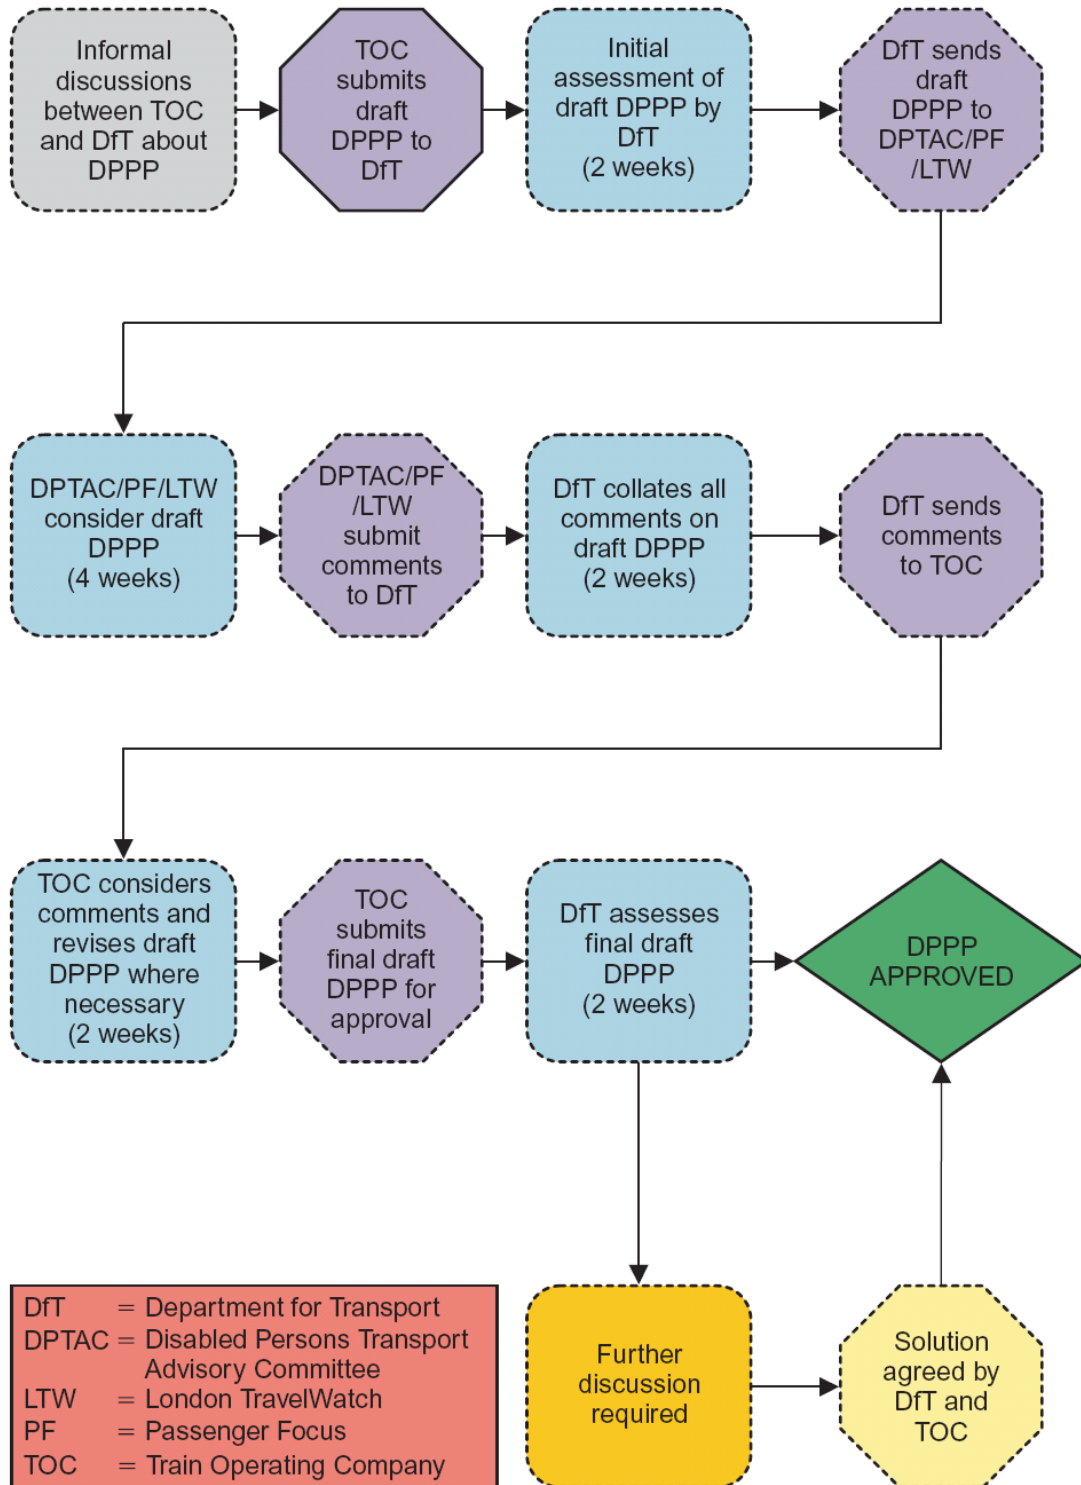 Informal
discussions
between TOC
and DfT about
DPPP
TOC
submits
draft
DPPP to
DfT
Initial
assessment of
draft DPPP by
DfT
(2 weeks)
DfT sends
draft
DPPP to
DPTAC/PF
/LTW
DPTAC/PF/LTW
consider draft
DPPP
(4 weeks)
DPTAC/PF
/LTW
submit
comments
to DfT
DfT collates all
comments on
draft DPPP
(2 weeks)
DfT sends
comments
to TOC
TOC considers
comments and
revises draft
DPPP where
necessary
(2 weeks)
TOC
submits
final draft
DPPP for
approval
DfT assesses
final draft
DPPP
(2 weeks)
DPPP
APPROVED
Further
discussion
required
Solution
agreed by
DfT and
TOC
DfT = Department for Transport
DPTAC = Disabled Persons Transport
Advisory Committee
LTW = London TravelWatch
PF = Passenger Focus
TOC = Train Operating Company